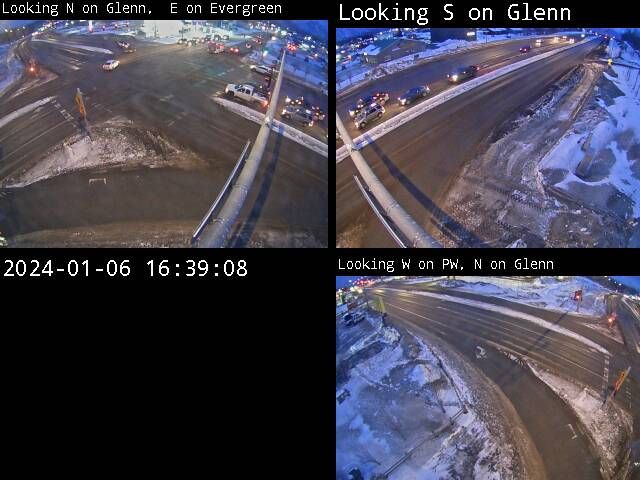 Looking N on Glenn,  E on Evergreen
Looking S on Glenn
2024-01-06 16:39:08
Looking W on PW, N on Glenn